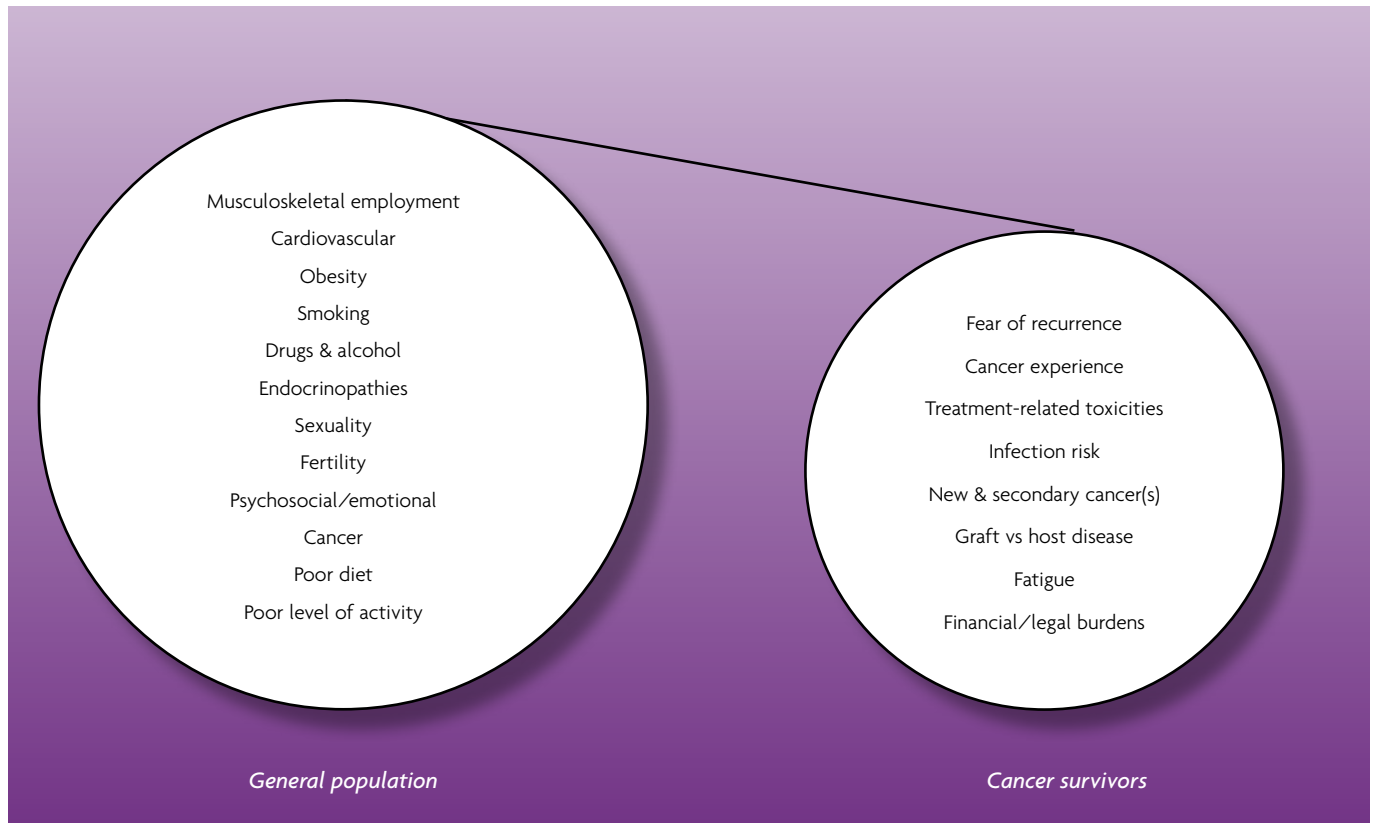 Musculoskeletal employment
Cardiovascular
Obesity
Smoking
Drugs & alcohol
Endocrinopathies
Sexuality
Fertility
Psychosocial/emotional
Cancer
Poor diet
Poor level of activity
General population
Fear of recurrence
Cancer experience
Treatment-related toxicities
Infection risk
New & secondary cancer(s)
Graft vs host disease
Fatigue
Financial/legal burdens
Cancer survivors